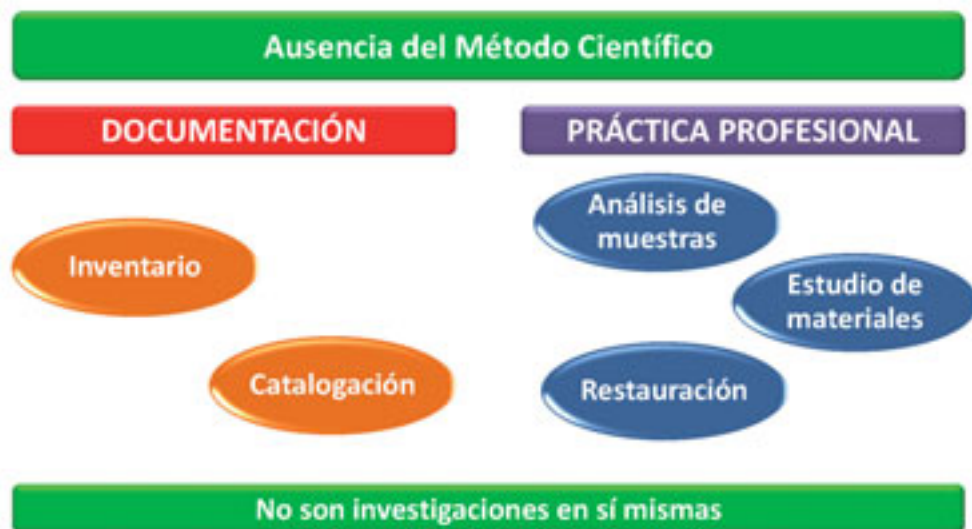 Ausencia del Método Científico
DOCUMENTACIÓN
Inventario
Catalogación
PRÁCTICA PROFESIONAL
Análisis de
muestras
Estudio de
materiales
Restauración
No son investigaciones en sí mismas